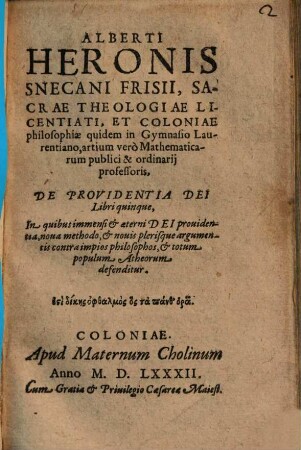 2
ALBERTI
HERONIS
SNECANI FRISII, SA-
CRAE THEOLOGIAE LI
CENTIATI, ET COLONIAE
philosophiæ quidem in Gymnasio Lau-
rentiano, artium verò Mathematica-
rum publici & ordinarij
professoris,
DE PROVIDENTIA DEI
Libri quinque,
In quibus immensi & æterni DEI prouiden-
tia, noua methodo, & nouis plerisque argumen-
tis contra impios philosophos, & totum
populum Atheorum
defenditur.
COLONIAE.
Apud Maternum Cholinum
Anno M. D. LXXXII.
Cum Gratia & Priuilegio Cæsareæ Maiest.